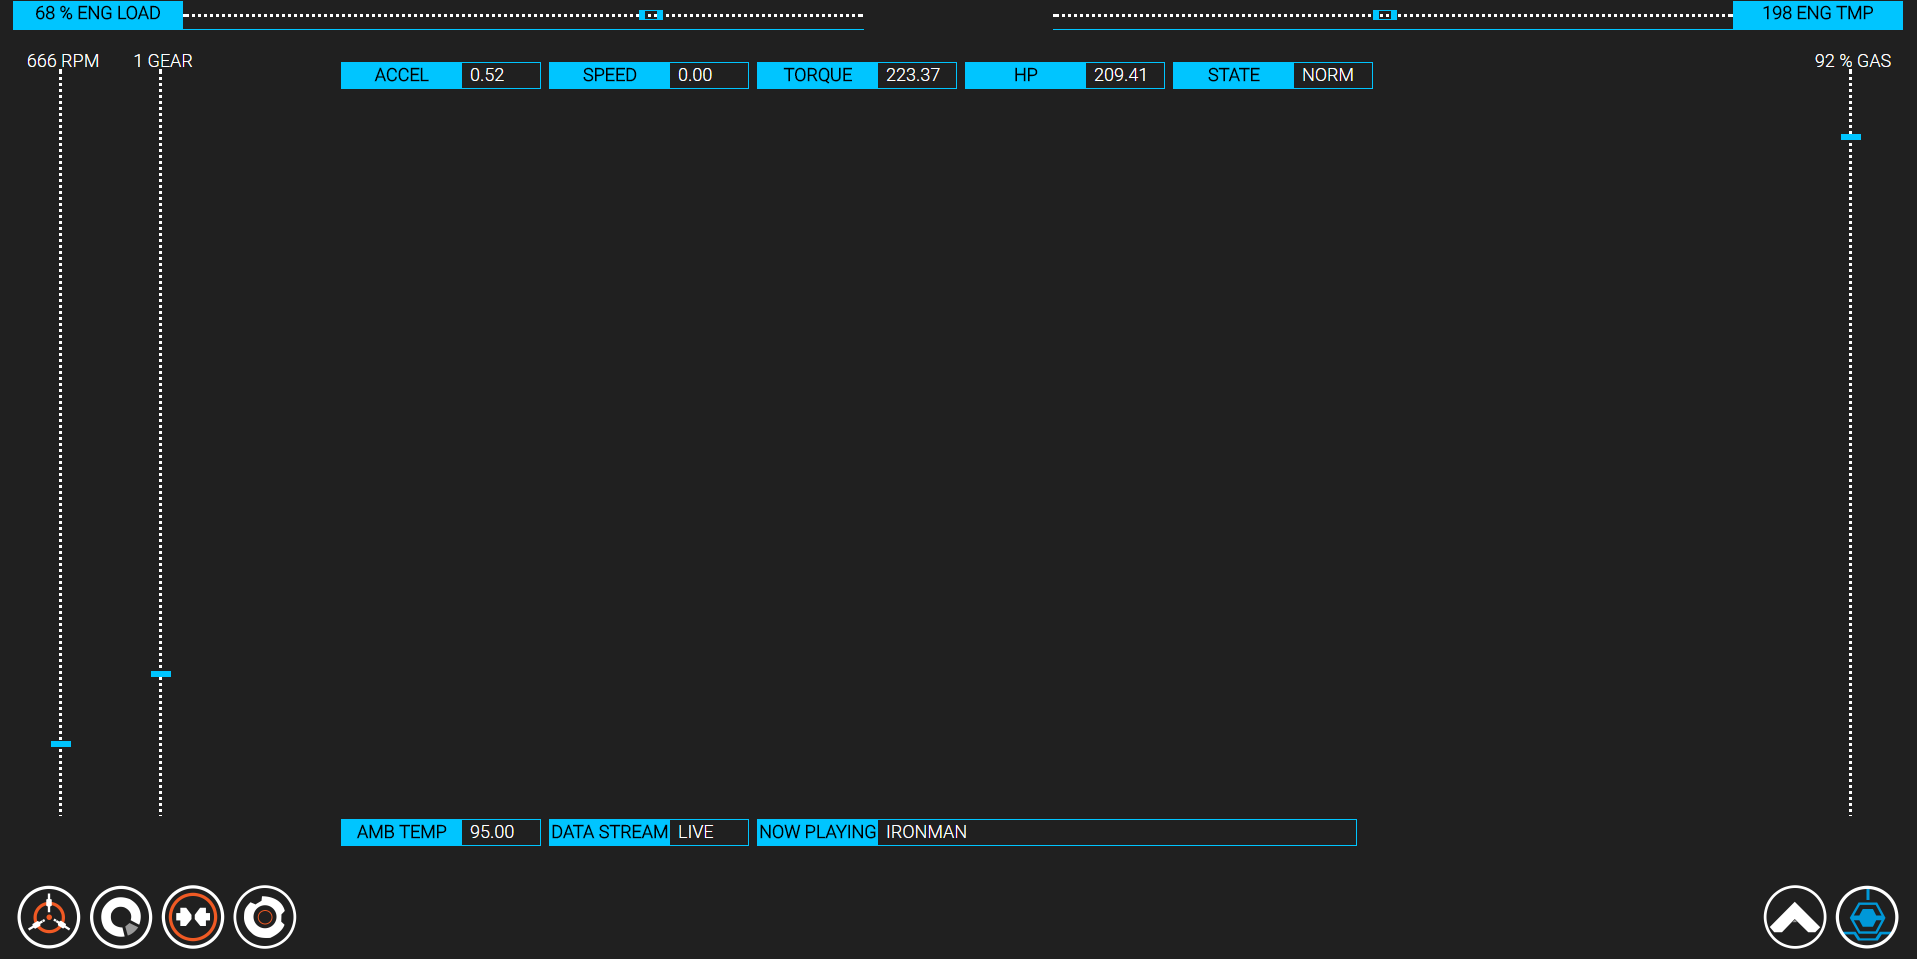 68 % ENG LOAD
198 ENG TMP
666 RPM
1 GEAR
92 % GAS
ACCEL 0.52
SPEED 0.00
TORQUE 223.37
HP 209.41
STATE NORM
AMB TEMP 95.00
DATA STREAM LIVE
NOW PLAYING IRONMAN